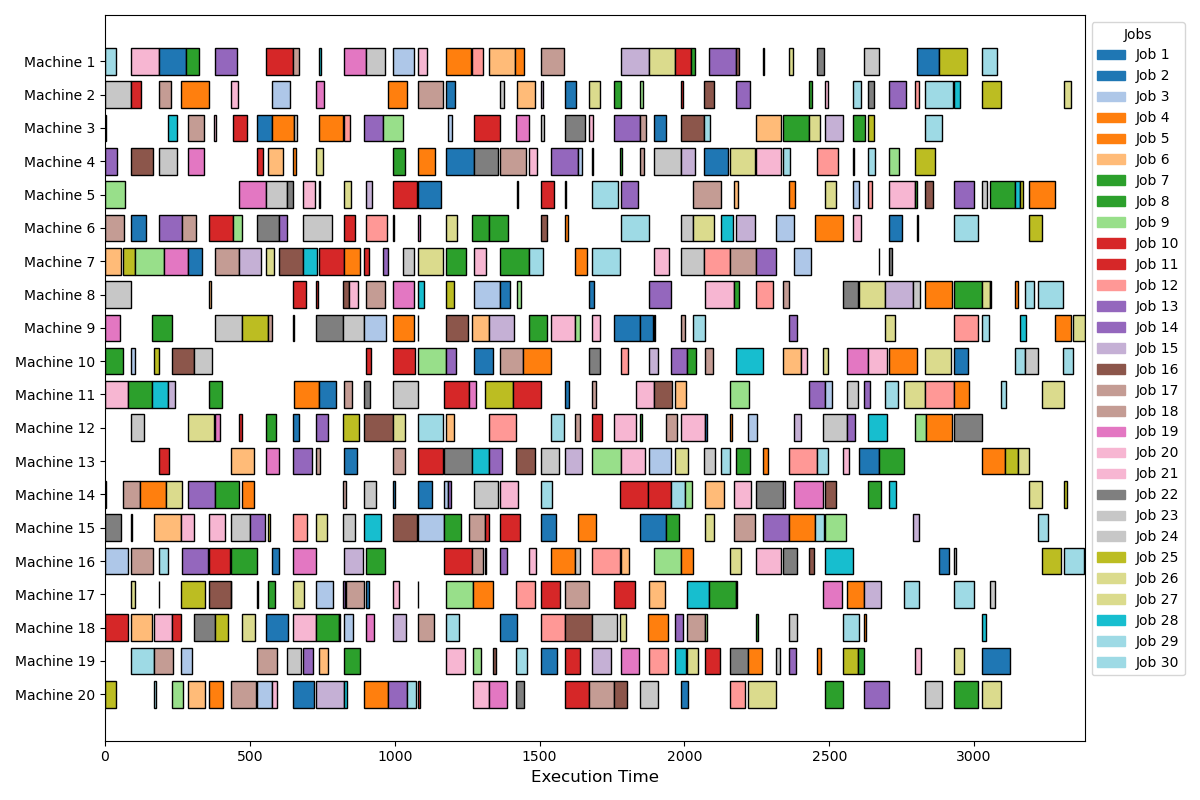 Machine 1
Machine 2
Machine 3
Machine 4
Machine 5
Machine 6
Machine 7
Machine 8
Machine 9
Machine 10
Machine 11
Machine 12
Machine 13
Machine 14
Machine 15
Machine 16
Machine 17
Machine 18
Machine 19
Machine 20
0 500 1000 1500 2000 2500 3000
Execution Time
Jobs
Job 1
Job 2
Job 3
Job 4
Job 5
Job 6
Job 7
Job 8
Job 9
Job 10
Job 11
Job 12
Job 13
Job 14
Job 15
Job 16
Job 17
Job 18
Job 19
Job 20
Job 21
Job 22
Job 23
Job 24
Job 25
Job 26
Job 27
Job 28
Job 29
Job 30